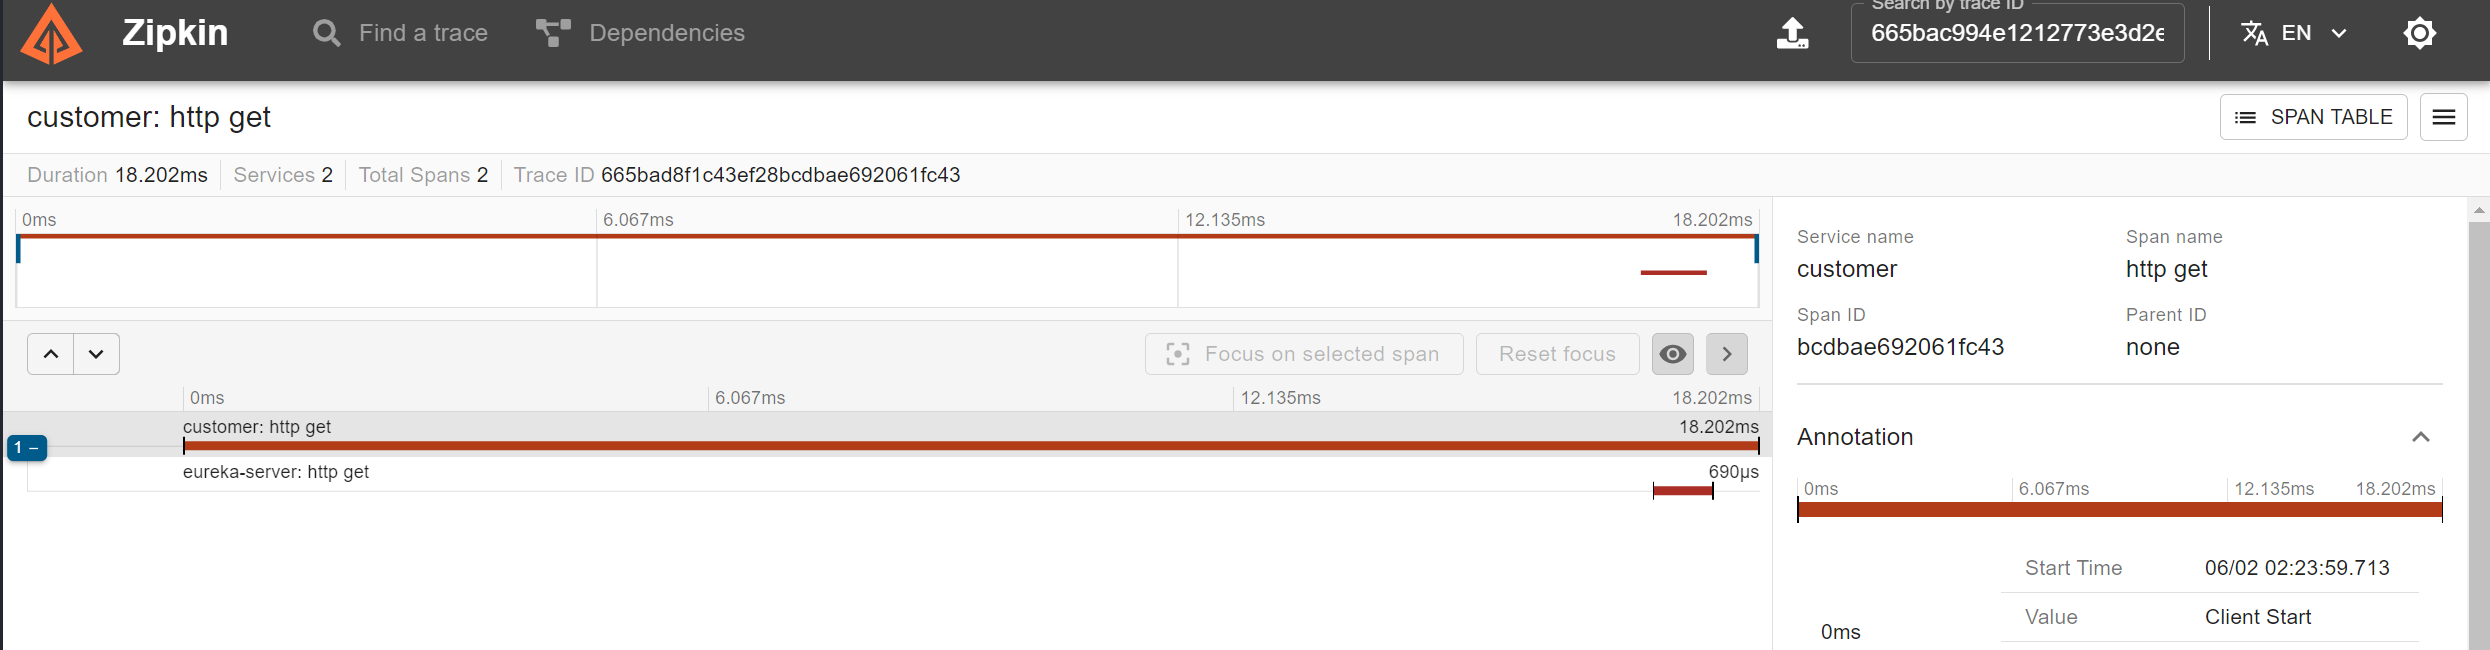 Zipkin
Find a trace
Dependencies
Search by trace ID
665bac994e1212773e3d2e
EN
customer: http get
SPAN TABLE
Duration 18.202ms
Services 2
Total Spans 2
Trace ID 665bad8f1c43ef28bcdbae692061fc43
0ms 6.067ms 12.135ms 18.202ms
Focus on selected span
Reset focus
0ms 6.067ms 12.135ms 18.202ms
customer: http get 18.202ms
1 –
eureka-server: http get 690μs
Service name
customer
Span name
http get
Span ID
bcdbae692061fc43
Parent ID
none
Annotation
0ms 6.067ms 12.135ms 18.202ms
Start Time 06/02 02:23:59.713
Value Client Start
0ms